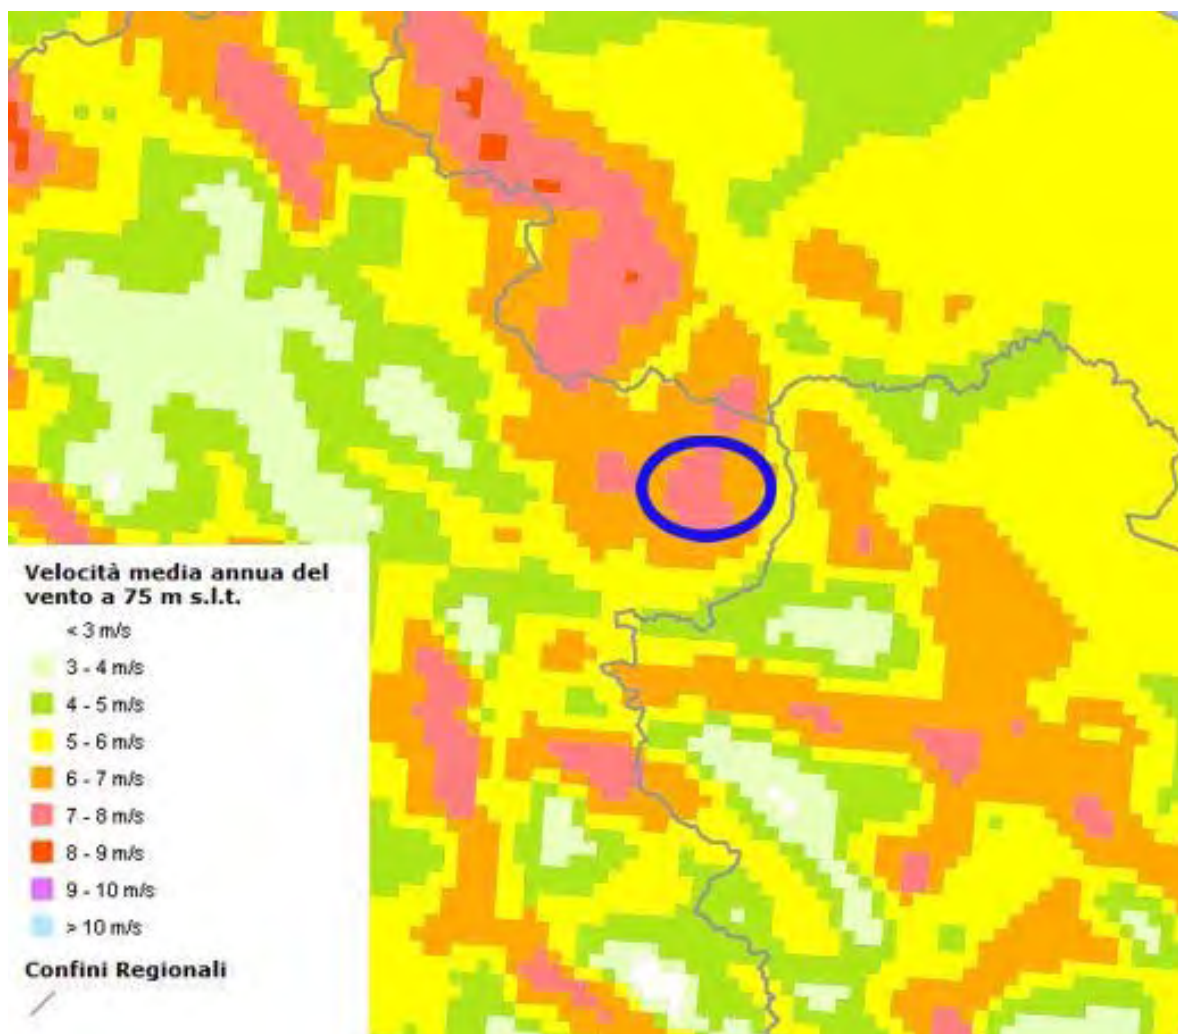 Velocità media annua del
vento a 75 m s.l.t.
< 3 m/s
3 - 4 m/s
4 - 5 m/s
5 - 6 m/s
6 - 7 m/s
7 - 8 m/s
8 - 9 m/s
9 - 10 m/s
> 10 m/s
Confini Regionali